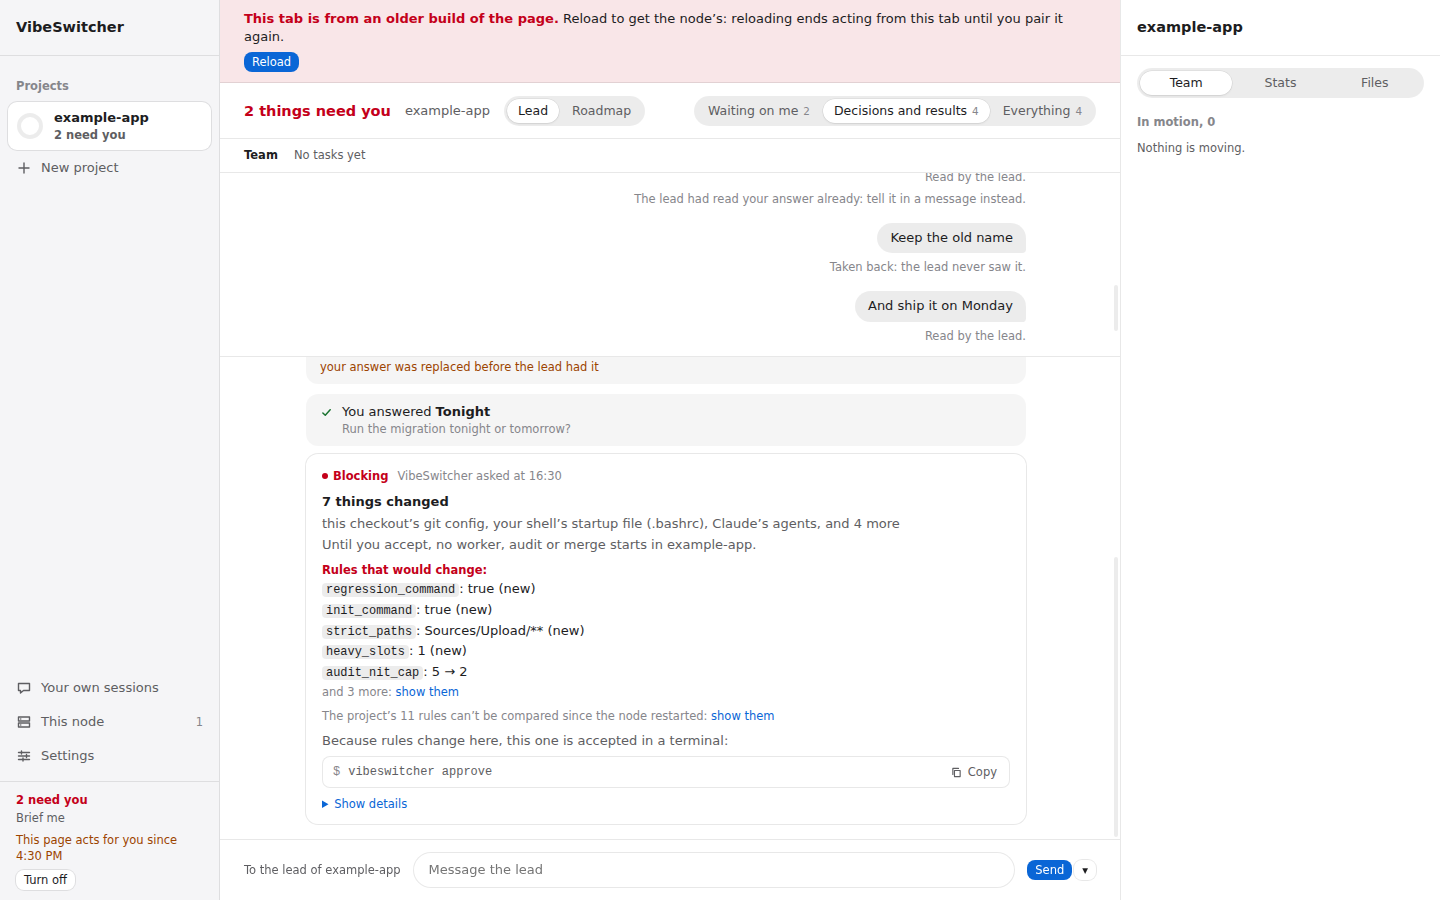 VibeSwitcher
Projects
example-app
2 need you
New project
Your own sessions
This node 1
Settings
2 need you
Brief me
This page acts for you since
4:30 PM
Turn off
This tab is from an older build of the page. Reload to get the node’s: reloading ends acting from this tab until you pair it
again.
Reload
2 things need you example-app Lead Roadmap Waiting on me 2 Decisions and results 4 Everything 4
Team No tasks yet
Read by the lead.
The lead had read your answer already: tell it in a message instead.
Keep the old name
Taken back: the lead never saw it.
And ship it on Monday
Read by the lead.
your answer was replaced before the lead had it
You answered Tonight
Run the migration tonight or tomorrow?
Blocking VibeSwitcher asked at 16:30
7 things changed
this checkout’s git config, your shell’s startup file (.bashrc), Claude’s agents, and 4 more
Until you accept, no worker, audit or merge starts in example-app.
Rules that would change:
regression_command: true (new)
init_command: true (new)
strict_paths: Sources/Upload/** (new)
heavy_slots: 1 (new)
audit_nit_cap: 5 → 2
and 3 more: show them
The project’s 11 rules can’t be compared since the node restarted: show them
Because rules change here, this one is accepted in a terminal:
$ vibeswitcher approve Copy
Show details
To the lead of example-app Message the lead Send
example-app
Team Stats Files
In motion, 0
Nothing is moving.